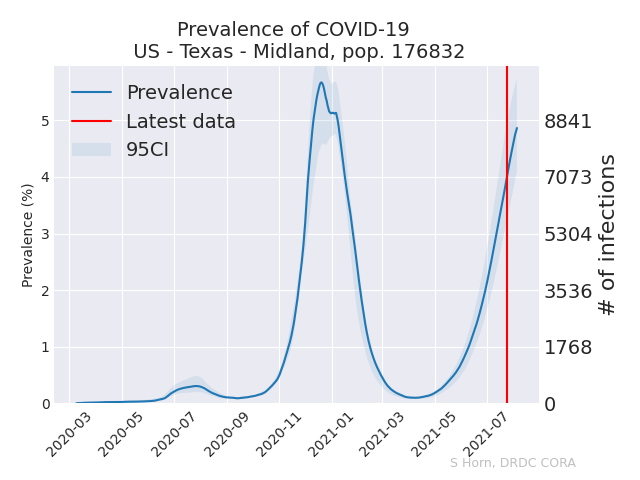 Prevalence of COVID-19
US - Texas - Midland, pop. 176832
Prevalence
Latest data
95CI
Prevalence (%)
5
4
3
2
1
0
8841
7073
5304
3536
1768
0
# of infections
2020-03
2020-05
2020-07
2020-09
2020-11
2021-01
2021-03
2021-05
2021-07
S Horn, DRDC CORA